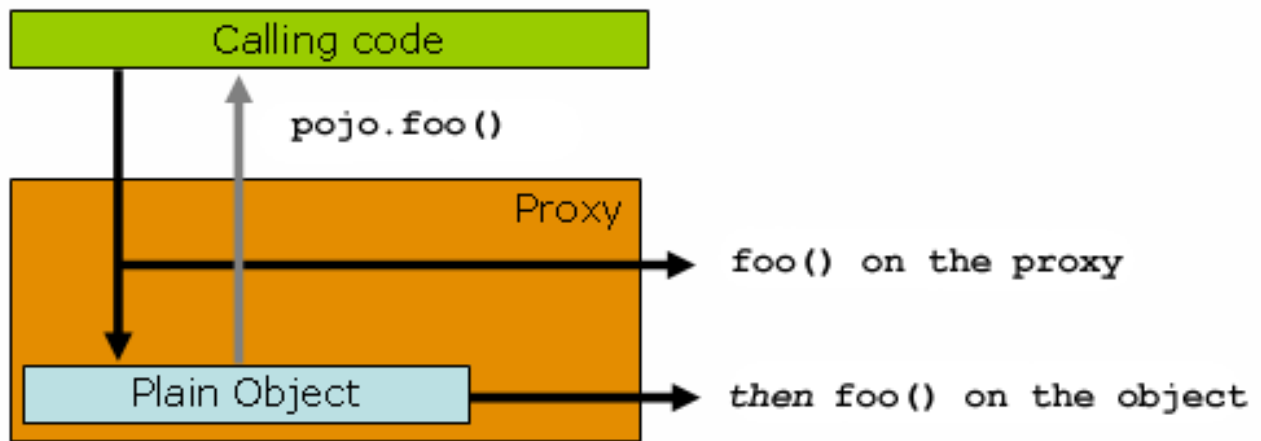 Calling code
pojo.foo()
Proxy
foo() on the proxy
Plain Object
then foo() on the object